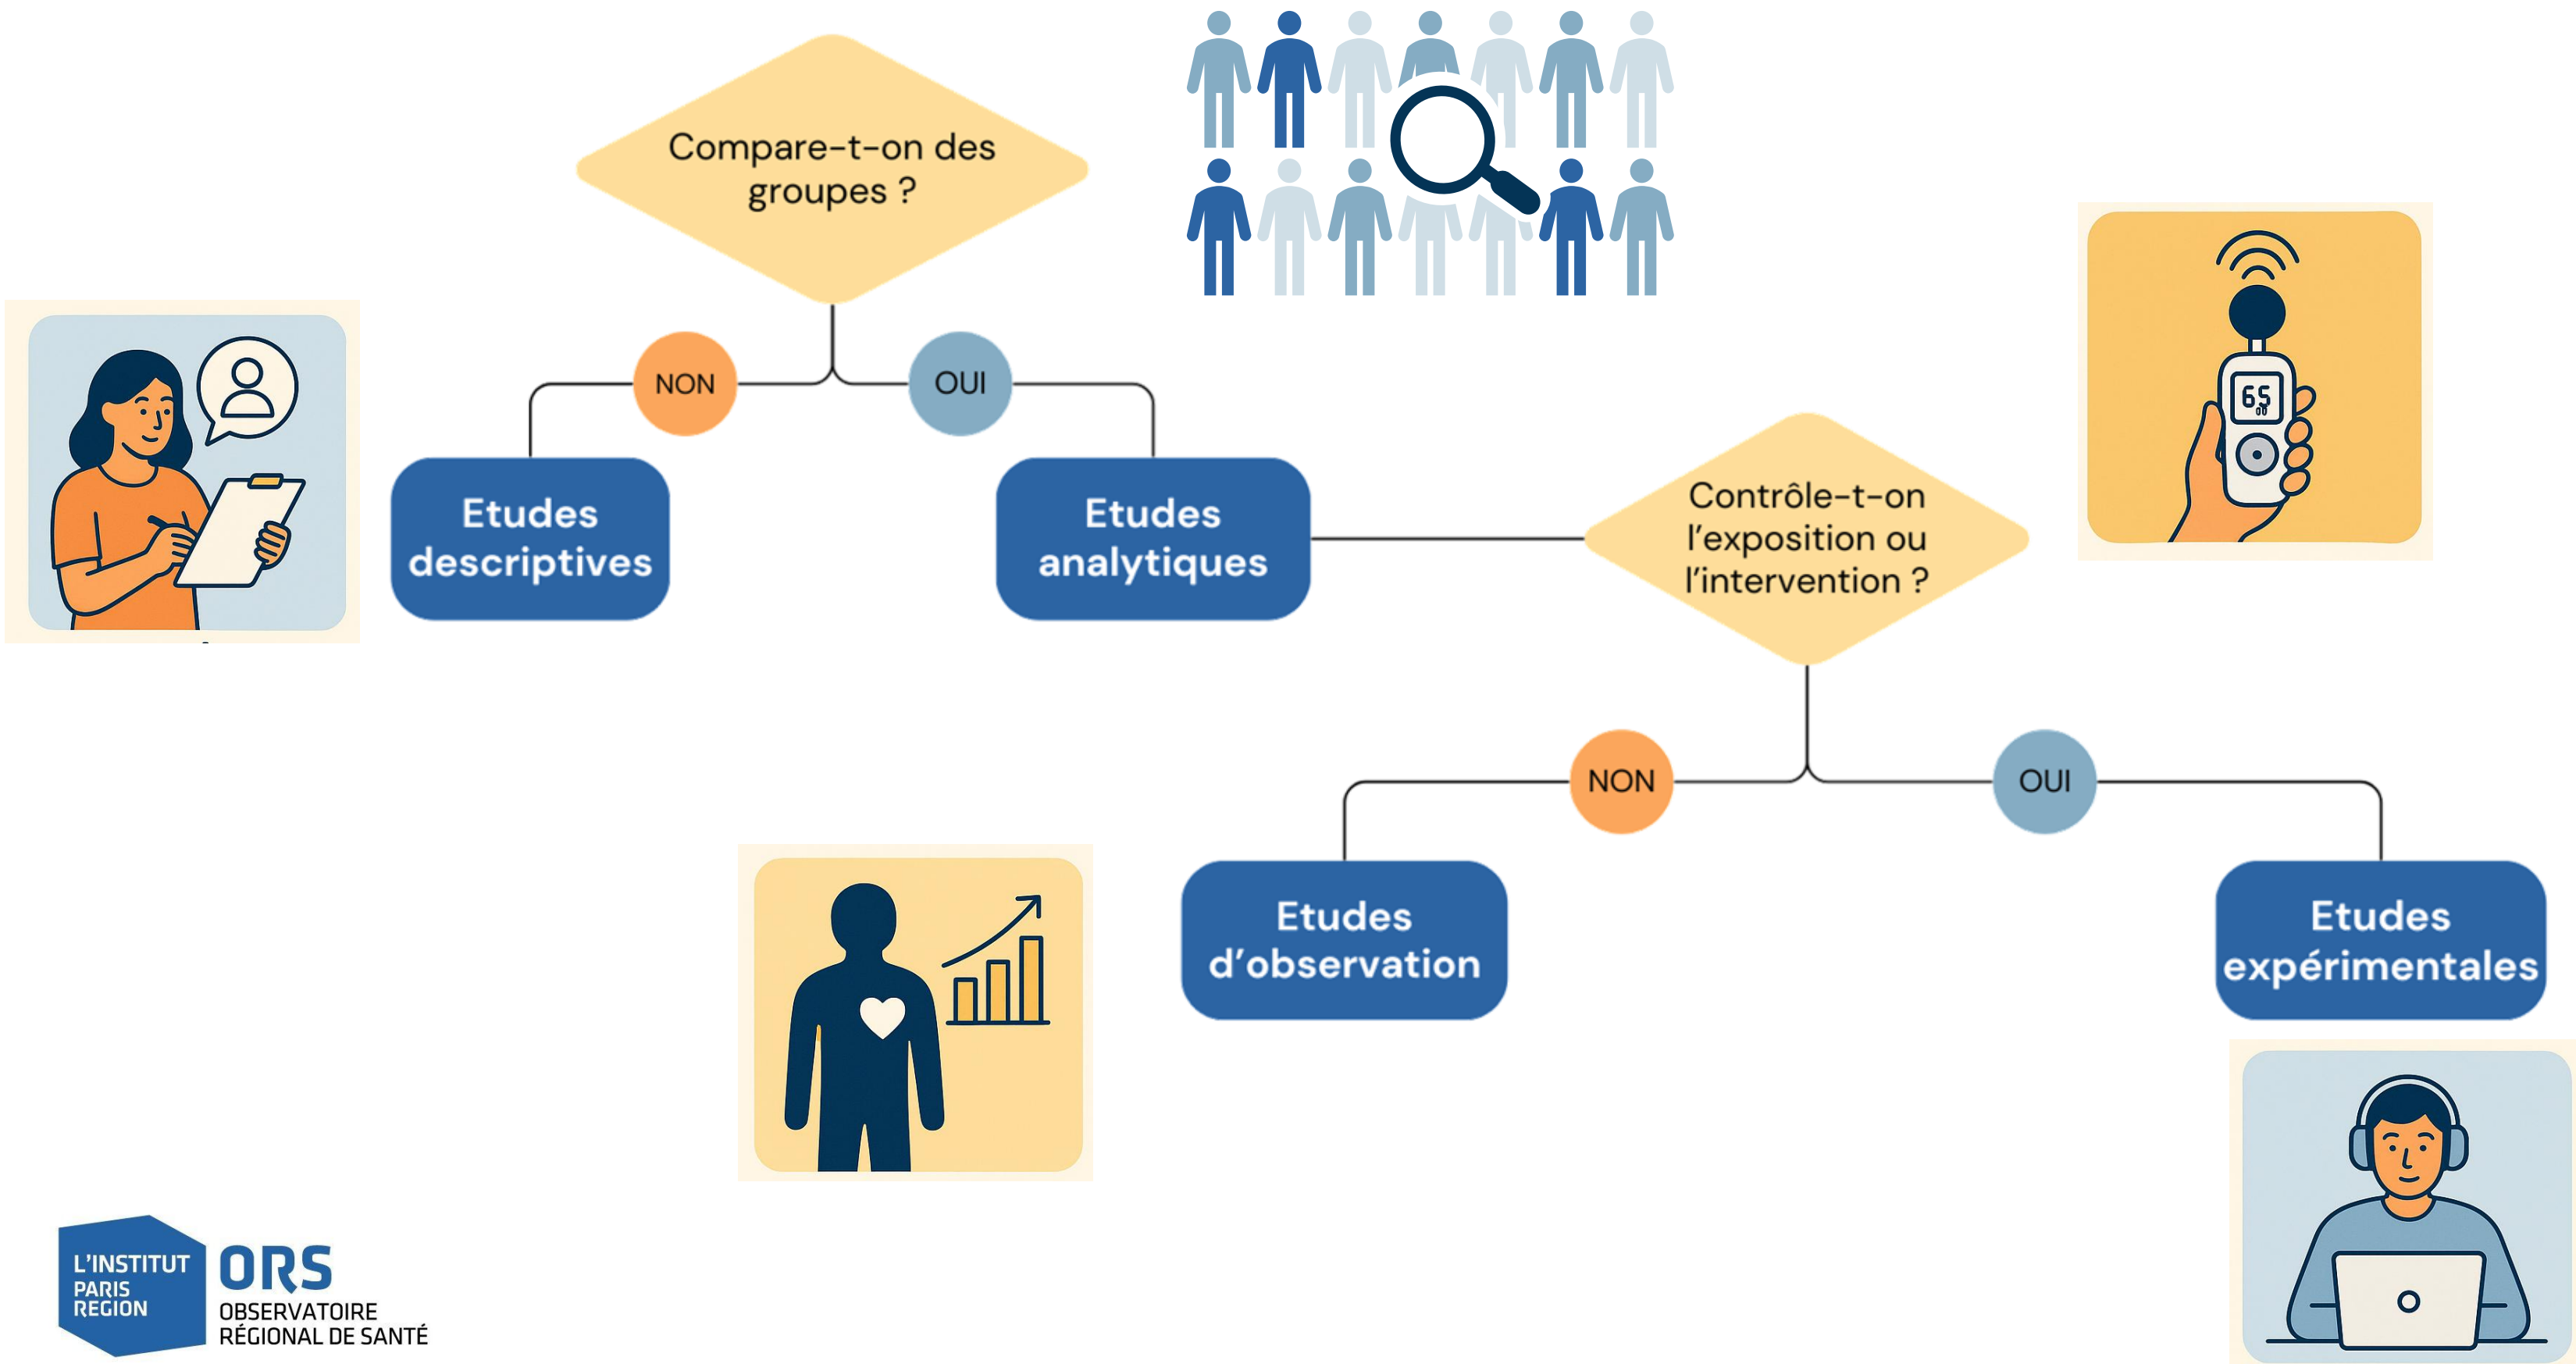 Compare-t-on des
groupes ?
NON
OUI
Etudes
descriptives
Etudes
analytiques
Contrôle-t-on
l'exposition ou
l'intervention ?
65
NON
OUI
Etudes
d'observation
Etudes
expérimentales
L'INSTITUT
PARIS
REGION
ORS
OBSERVATOIRE
RÉGIONAL DE SANTÉ